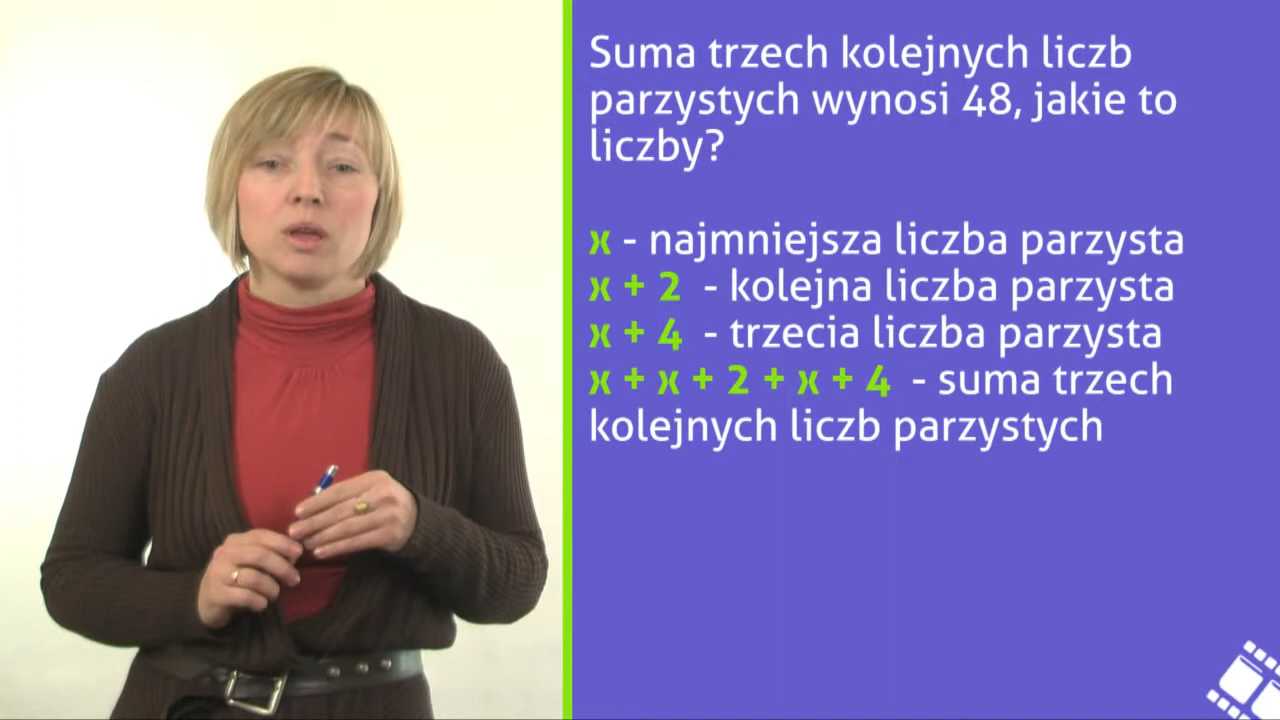 Suma trzech kolejnych liczb
parzystych wynosi 48, jakie to
liczby?
x - najmniejsza liczba parzysta
x + 2 - kolejna liczba parzysta
x + 4 - trzecia liczba parzysta
x + x + 2 + x + 4 - suma trzech
kolejnych liczb parzystych